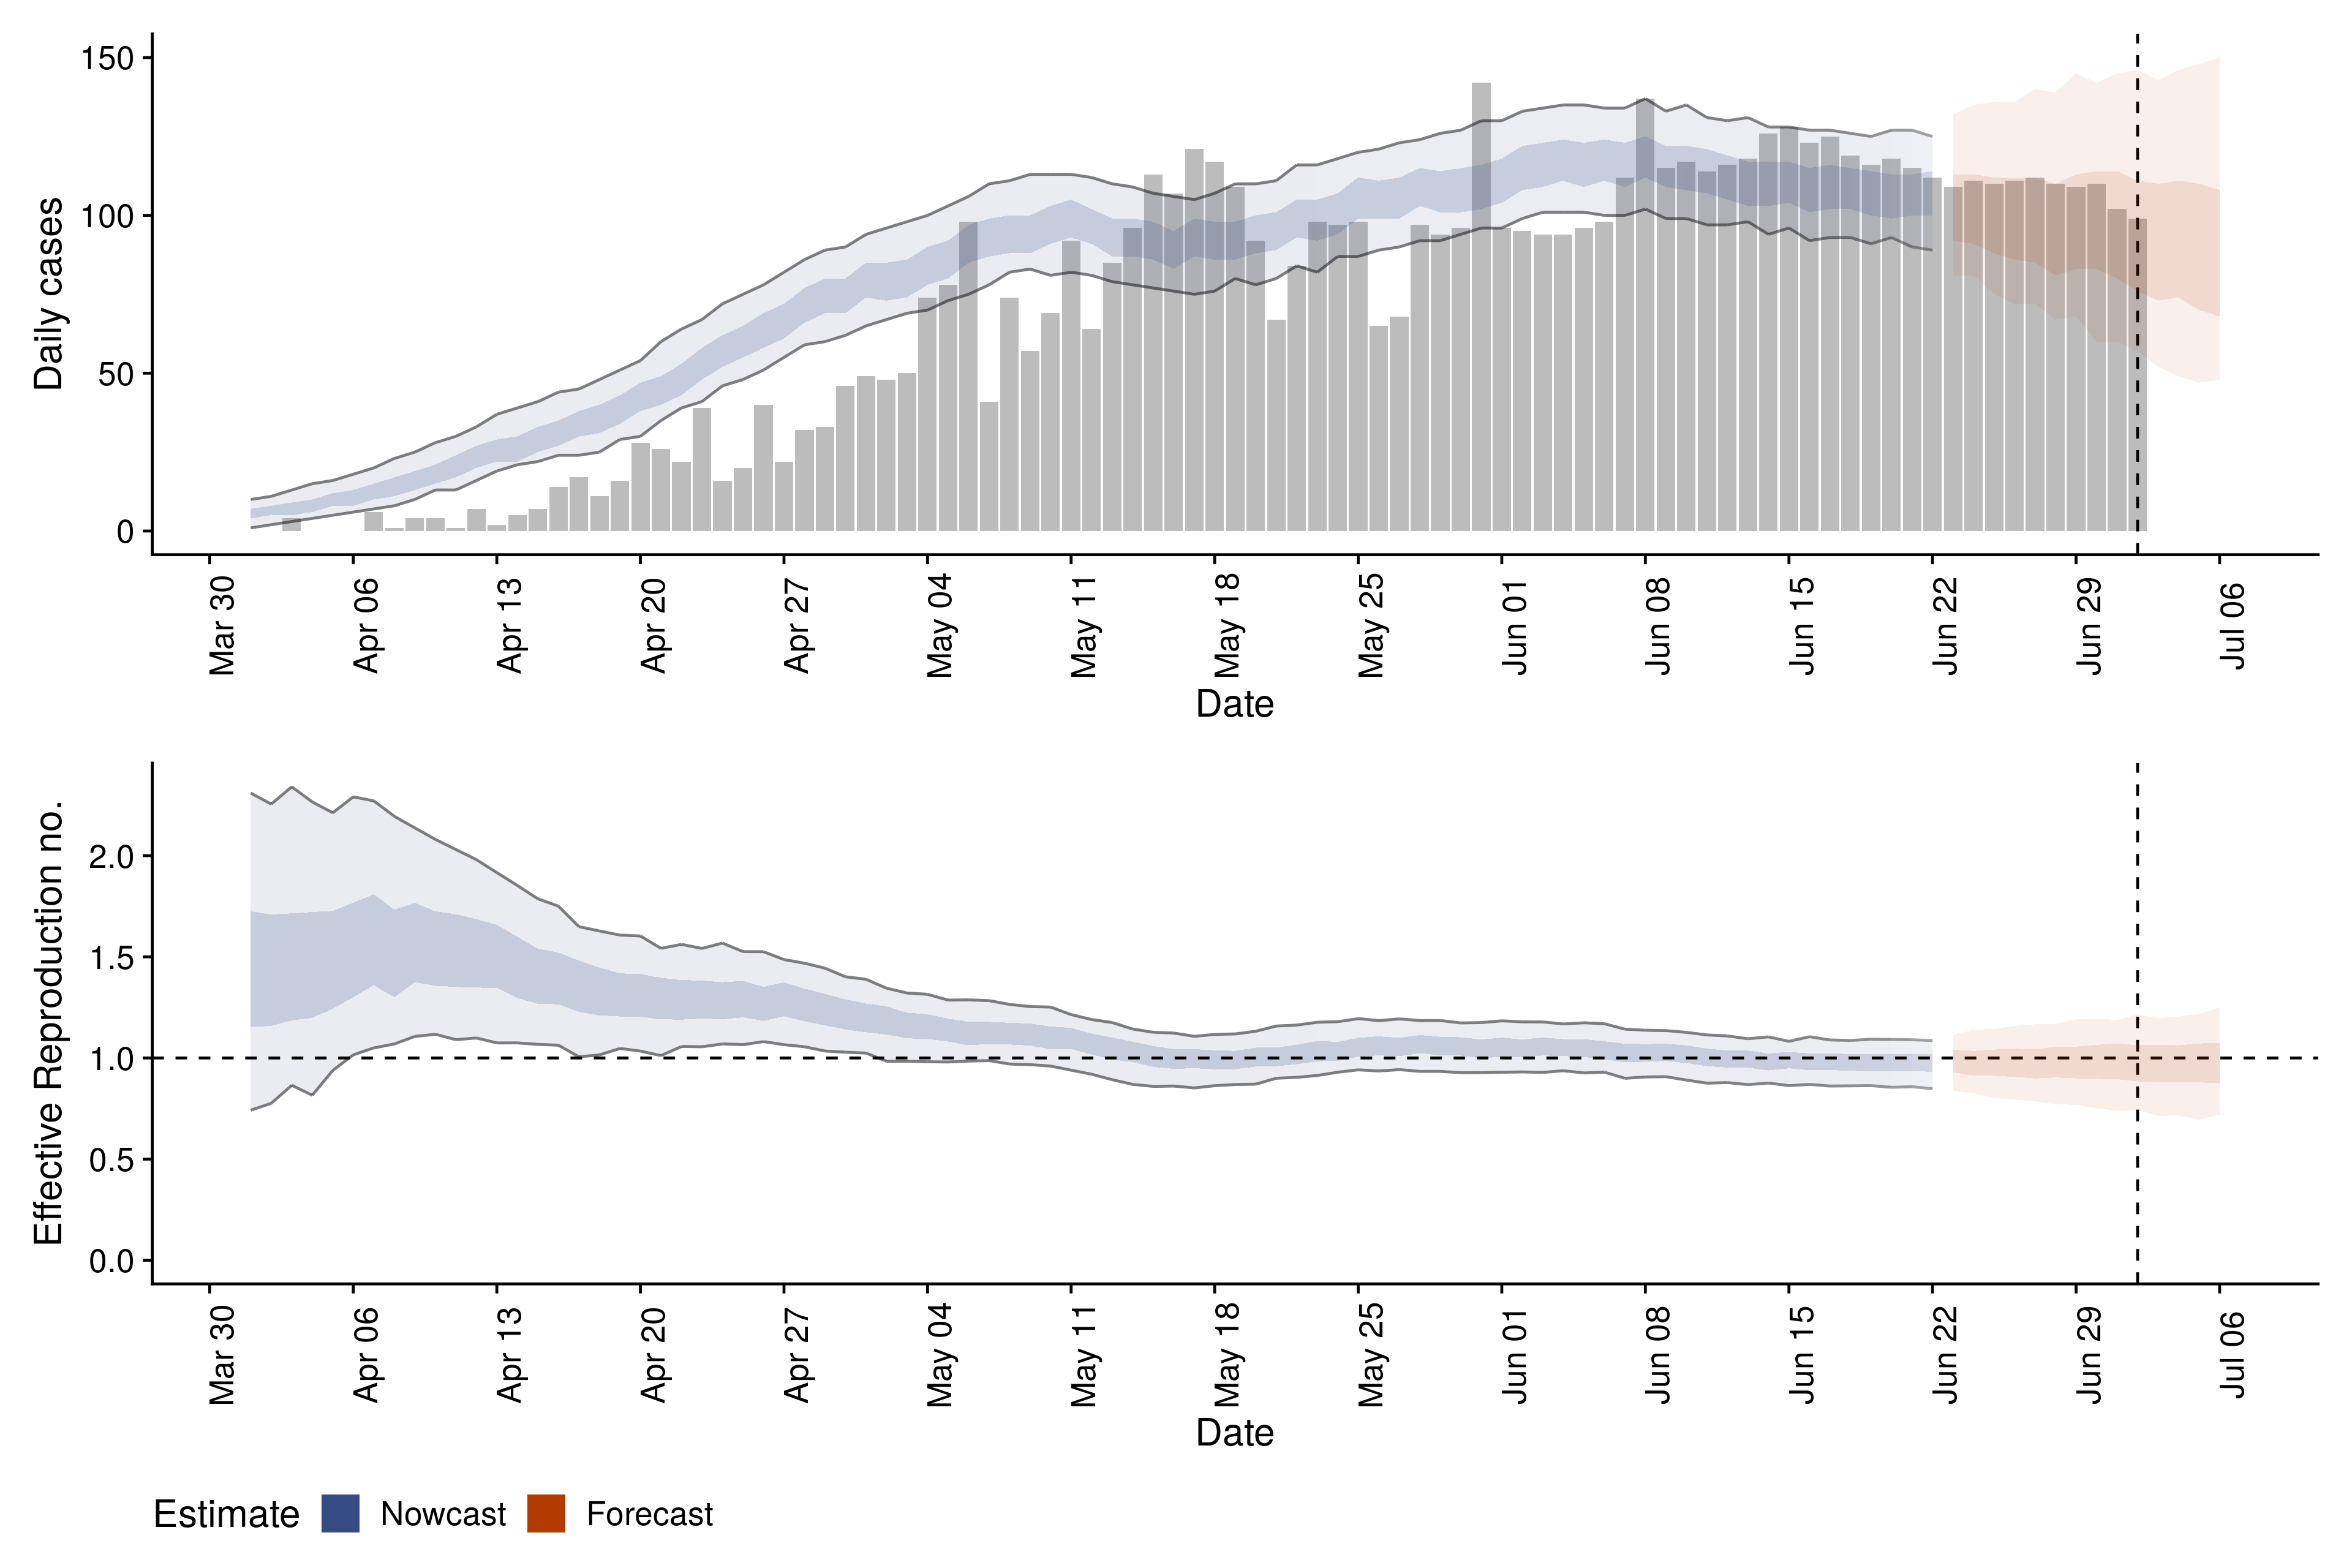 150
100
50
0
Daily cases
Mar 30
Apr 06
Apr 13
Apr 20
Apr 27
May 04
May 11
May 18
May 25
Jun 01
Jun 08
Jun 15
Jun 22
Jun 29
Jul 06
Date
2.0
1.5
1.0
0.5
0.0
Effective Reproduction no.
Mar 30
Apr 06
Apr 13
Apr 20
Apr 27
May 04
May 11
May 18
May 25
Jun 01
Jun 08
Jun 15
Jun 22
Jun 29
Jul 06
Date
Estimate Nowcast Forecast